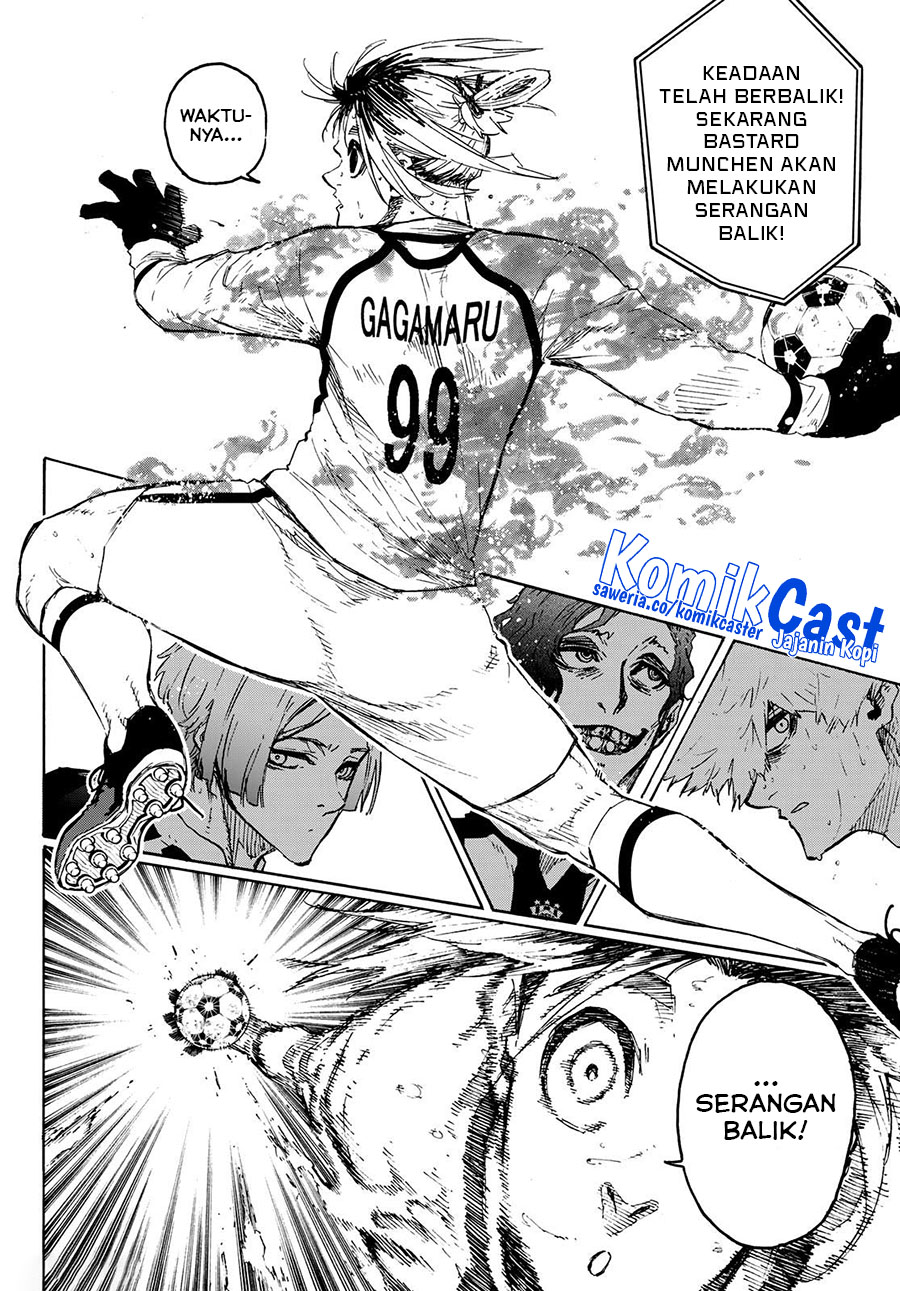 KEADAAN
TELAH BERBALIK!
SEKARANG
BASTARD
MUNCHEN AKAN
MELAKUKAN
SERANGAN
BALIK!
WAKTU-
NYA...
GAGAMARU
99
KomikCast
saweria.co/komikcaster Jajanin Kopi
...
SERANGAN
BALIK!